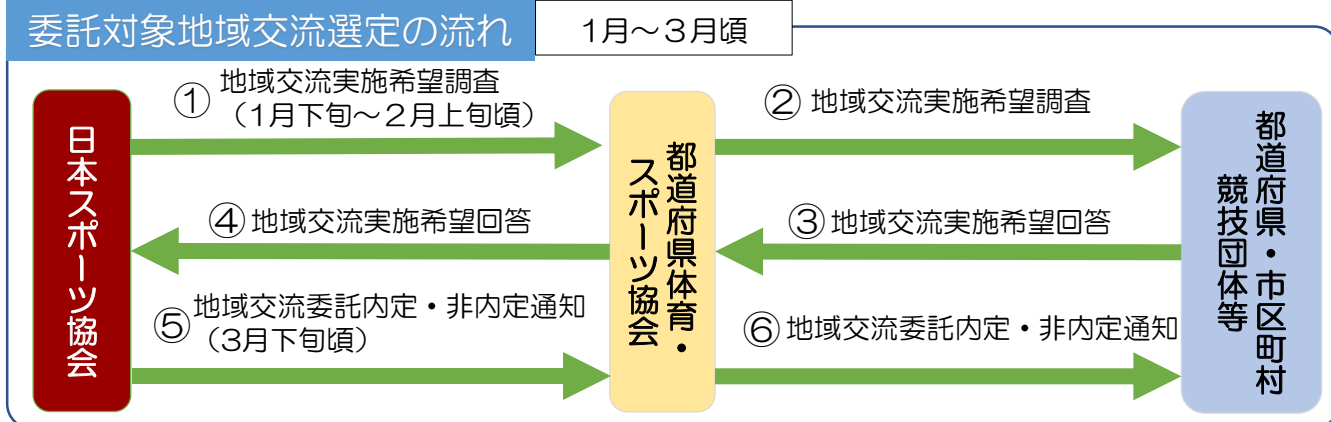 委託対象地域交流選定の流れ
1月～3月頃
日本スポーツ協会
都道府県体育・
スポーツ協会
都道府県・市区町村
競技団体等
① 地域交流実施希望調査
（1月下旬～2月上旬頃）
② 地域交流実施希望調査
③ 地域交流実施希望回答
④ 地域交流実施希望回答
⑤ 地域交流委託内定・非内定通知
（3月下旬頃）
⑥ 地域交流委託内定・非内定通知